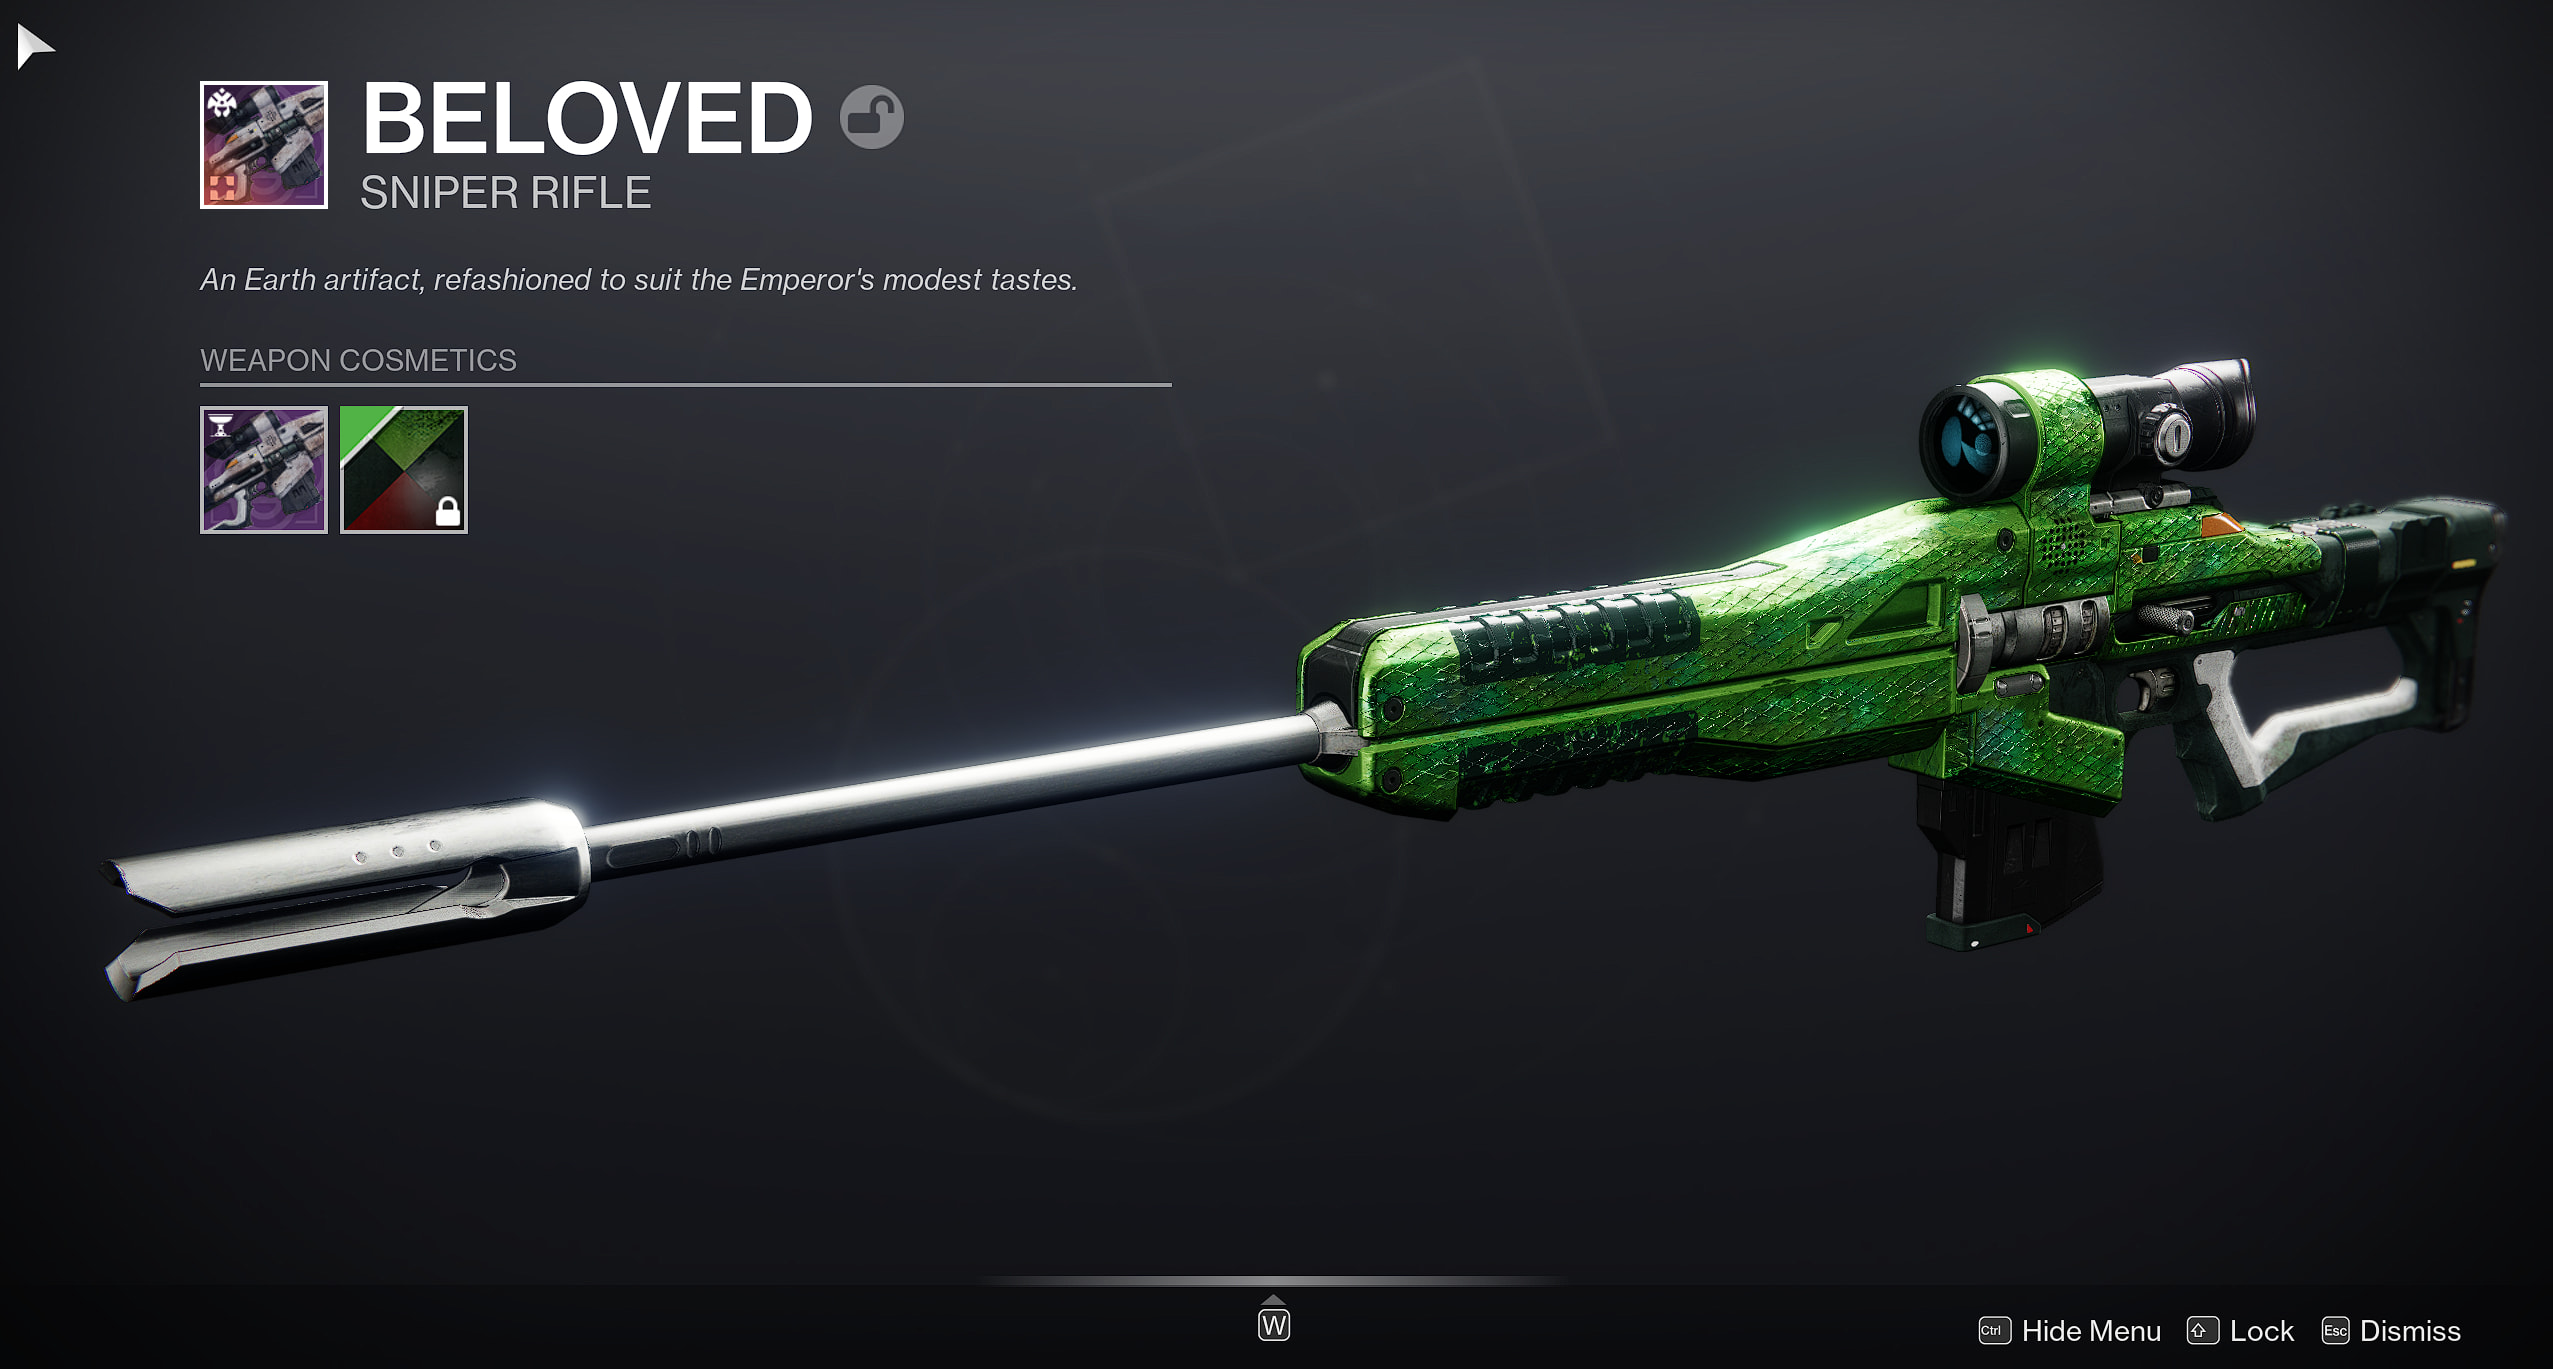 BELOVED
SNIPER RIFLE
An Earth artifact, refashioned to suit the Emperor's modest tastes.
WEAPON COSMETICS
W
Ctrl Hide Menu Lock Esc Dismiss